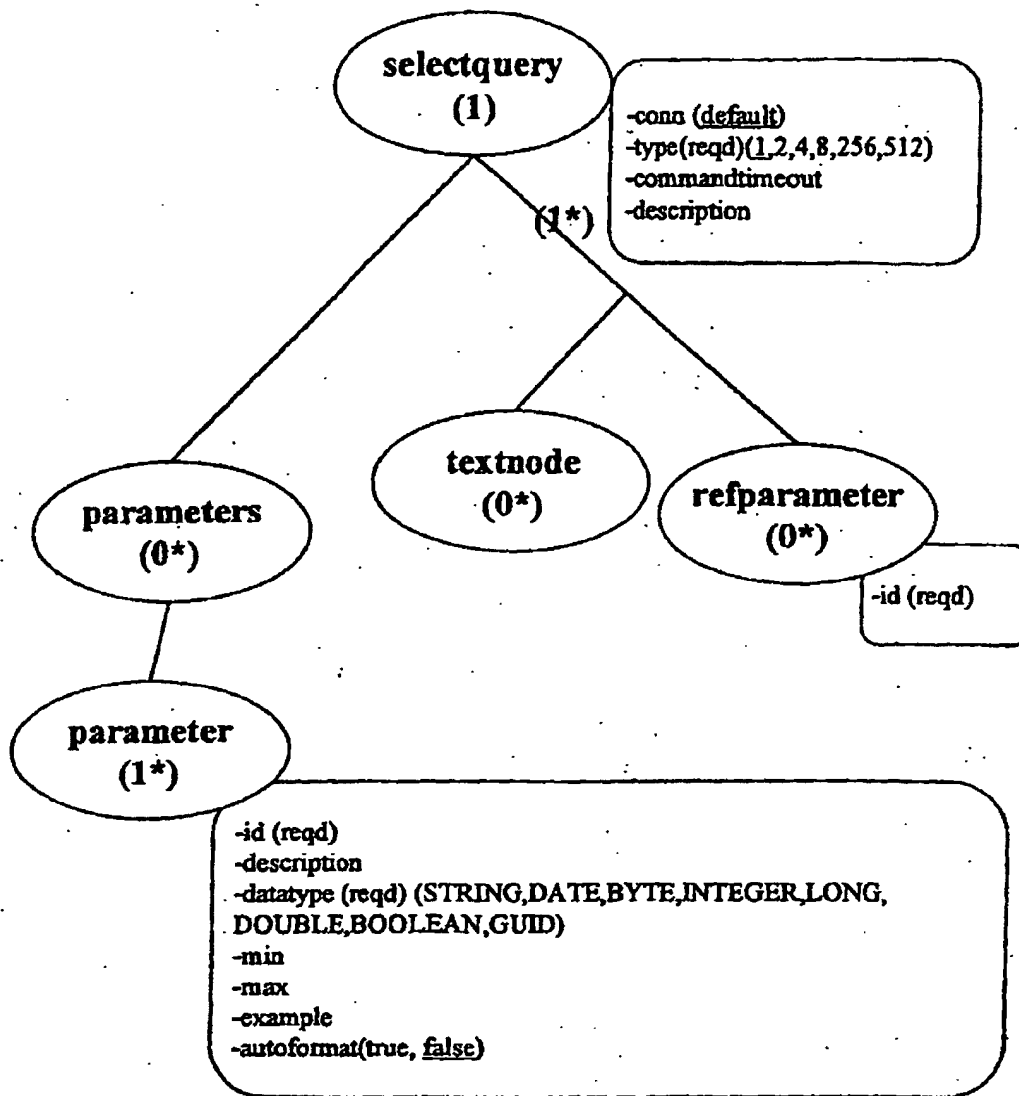 selectquery
(1)
-conn (default)
-type(reqd)(1,2,4,8,256,512)
-commandtimeout
-description
(1*)
textnode
(0*)
refparameter
(0*)
parameters
(0*)
-id (reqd)
parameter
(1*)
-id (reqd)
-description
-datatype (reqd) (STRING,DATE,BYTE,INTEGER,LONG,
DOUBLE,BOOLEAN,GUID)
-min
-max
-example
-autoformat(true, false)